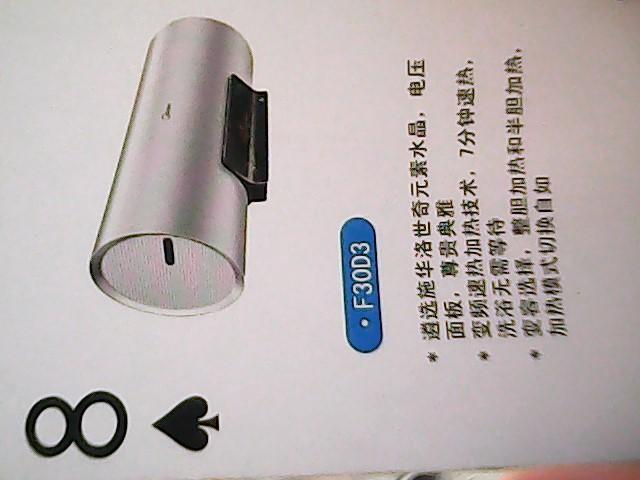 8
• F30D3
* 遴选施华洛世奇元素水晶，电压
面板，尊贵典雅
* 变频速热加热技术，7分钟速热，
洗浴无需等待
* 变容选择，整胆加热和半胆加热，
加热模式切换自如